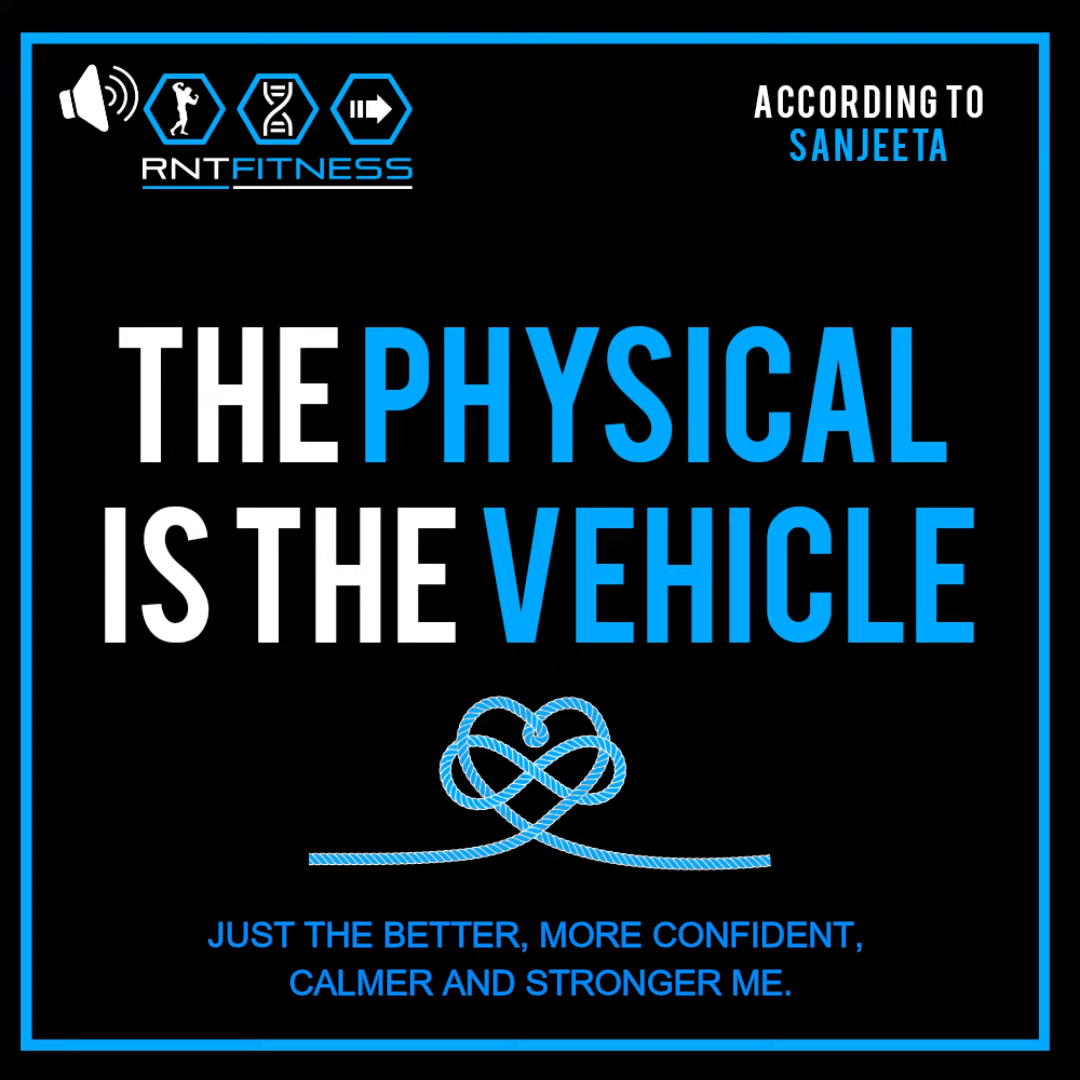 RNTFITNESS
ACCORDING TO
SANJEETA
THE PHYSICAL
IS THE VEHICLE
JUST THE BETTER, MORE CONFIDENT,
CALMER AND STRONGER ME.